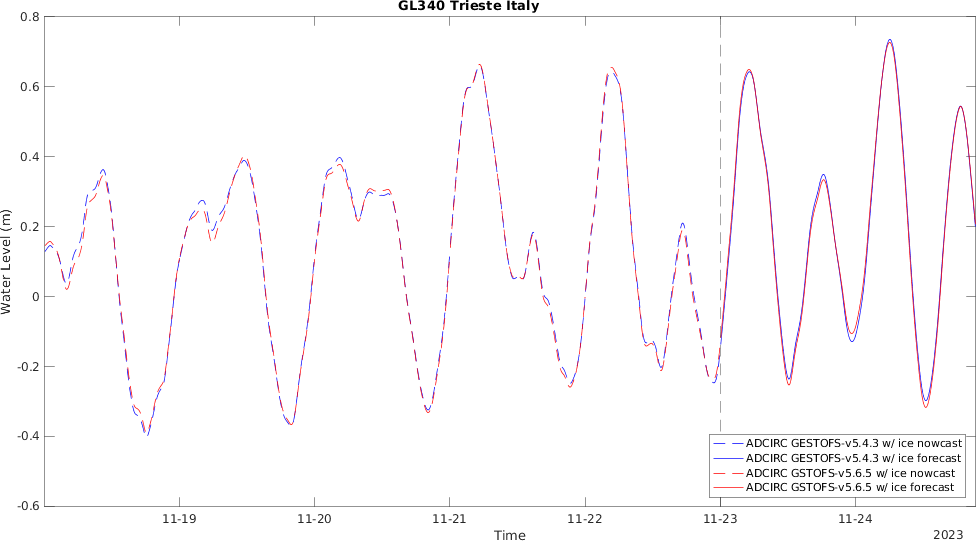 GL340 Trieste Italy
Water Level (m)
0.8
0.6
0.4
0.2
0
-0.2
-0.4
-0.6
ADCIRC GESTOFS-v5.4.3 w/ ice nowcast
ADCIRC GESTOFS-v5.4.3 w/ ice forecast
ADCIRC GSTOFS-v5.6.5 w/ ice nowcast
ADCIRC GSTOFS-v5.6.5 w/ ice forecast
11-19 11-20 11-21 11-22 11-23 11-24
Time
2023